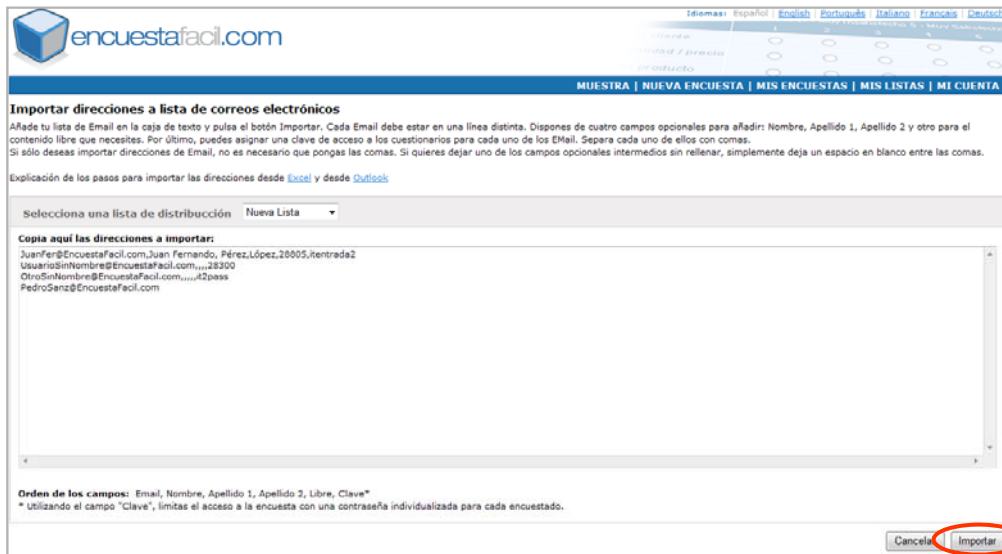 Idiomas: Español | English | Português | Italiano | Français | Deutsch
encuestafacil.com
MUESTRA | NUEVA ENCUESTA | MIS ENCUESTAS | MIS LISTAS | MI CUENTA
Importar direcciones a lista de correos electrónicos
Añade tu lista de Email en la caja de texto y pulsa el botón Importar. Cada Email debe estar en una línea distinta. Dispones de cuatro campos opcionales para añadir: Nombre, Apellido 1, Apellido 2 y otro para el
contenido libre que necesites. Por último, puedes asignar una clave de acceso a los cuestionarios para cada uno de los EMail. Separa cada uno de ellos con comas.
Si sólo deseas importar direcciones de Email, no es necesario que pongas las comas. Si quieres dejar uno de los campos opcionales intermedios sin rellenar, simplemente deja un espacio en blanco entre las comas.
Explicación de los pasos para importar las direcciones desde Excel y desde Outlook
Selecciona una lista de distribucción Nueva Lista
Copia aquí las direcciones a importar:
JuanFer@EncuestaFacil.com,Juan Fernando, Pérez,López,28005,itentrada2
UsuarioSinNombre@EncuestaFacil.com,,,,28300
OtroSinNombre@EncuestaFacil.com,,,,,it2pass
PedroSanz@EncuestaFacil.com
Orden de los campos: Email, Nombre, Apellido 1, Apellido 2, Libre, Clave*
* Utilizando el campo "Clave", limitas el acceso a la encuesta con una contraseña individualizada para cada encuestado.
Cancelar Importar